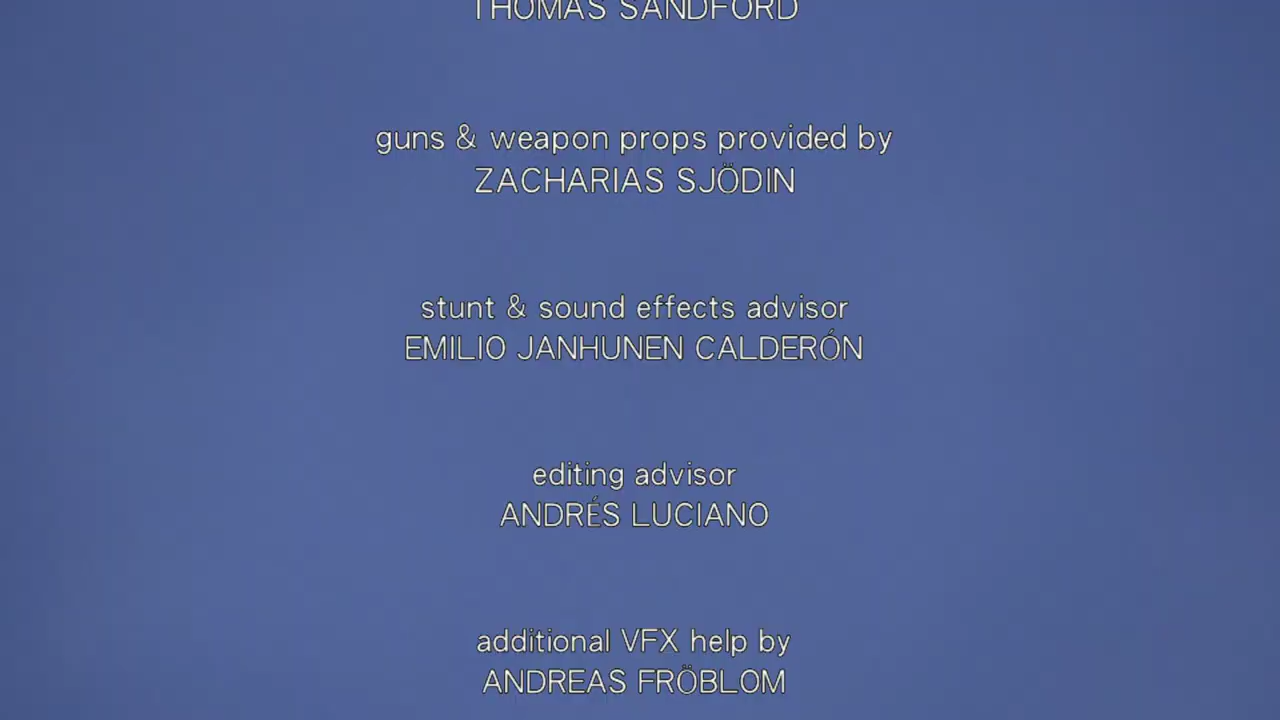 THOMAS SANDFORD
guns & weapon props provided by
ZACHARIAS SJÖDIN
stunt & sound effects advisor
EMILIO JANHUNEN CALDERÓN
editing advisor
ANDRÉS LUCIANO
additional VFX help by
ANDREAS FRÖBLOM